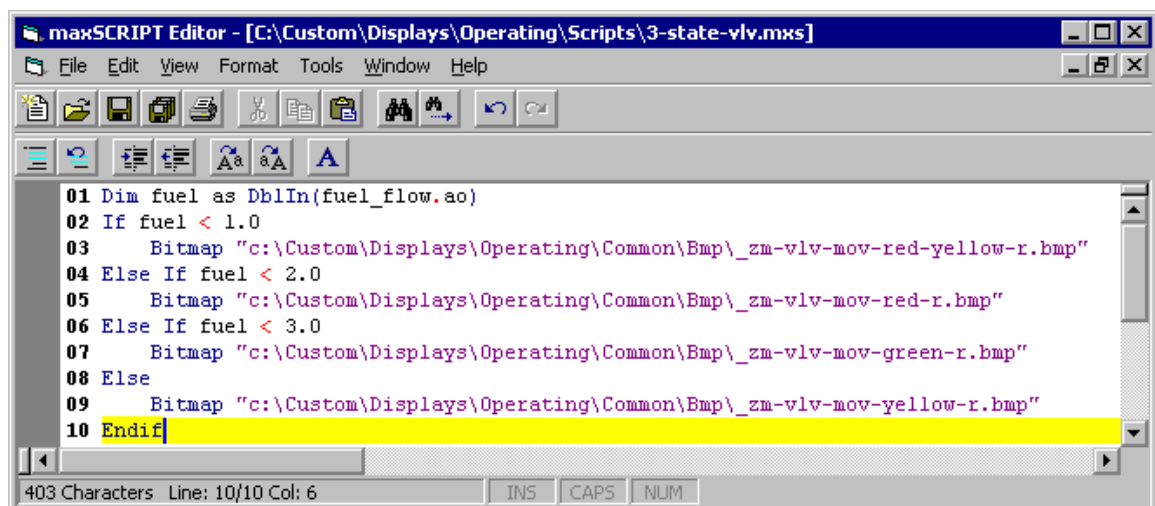 maxSCRIPT Editor - [C:\Custom\Displays\Operating\Scripts\3-state-vlv.mxs]
File Edit View Format Tools Window Help
01 Dim fuel as DblIn(fuel_flow.ao)
02 If fuel < 1.0
03 Bitmap "c:\Custom\Displays\Operating\Common\Bmp\_zm-vlv-mov-red-yellow-r.bmp"
04 Else If fuel < 2.0
05 Bitmap "c:\Custom\Displays\Operating\Common\Bmp\_zm-vlv-mov-red-r.bmp"
06 Else If fuel < 3.0
07 Bitmap "c:\Custom\Displays\Operating\Common\Bmp\_zm-vlv-mov-green-r.bmp"
08 Else
09 Bitmap "c:\Custom\Displays\Operating\Common\Bmp\_zm-vlv-mov-yellow-r.bmp"
10 Endif
403 Characters Line: 10/10 Col: 6 INS CAPS NUM